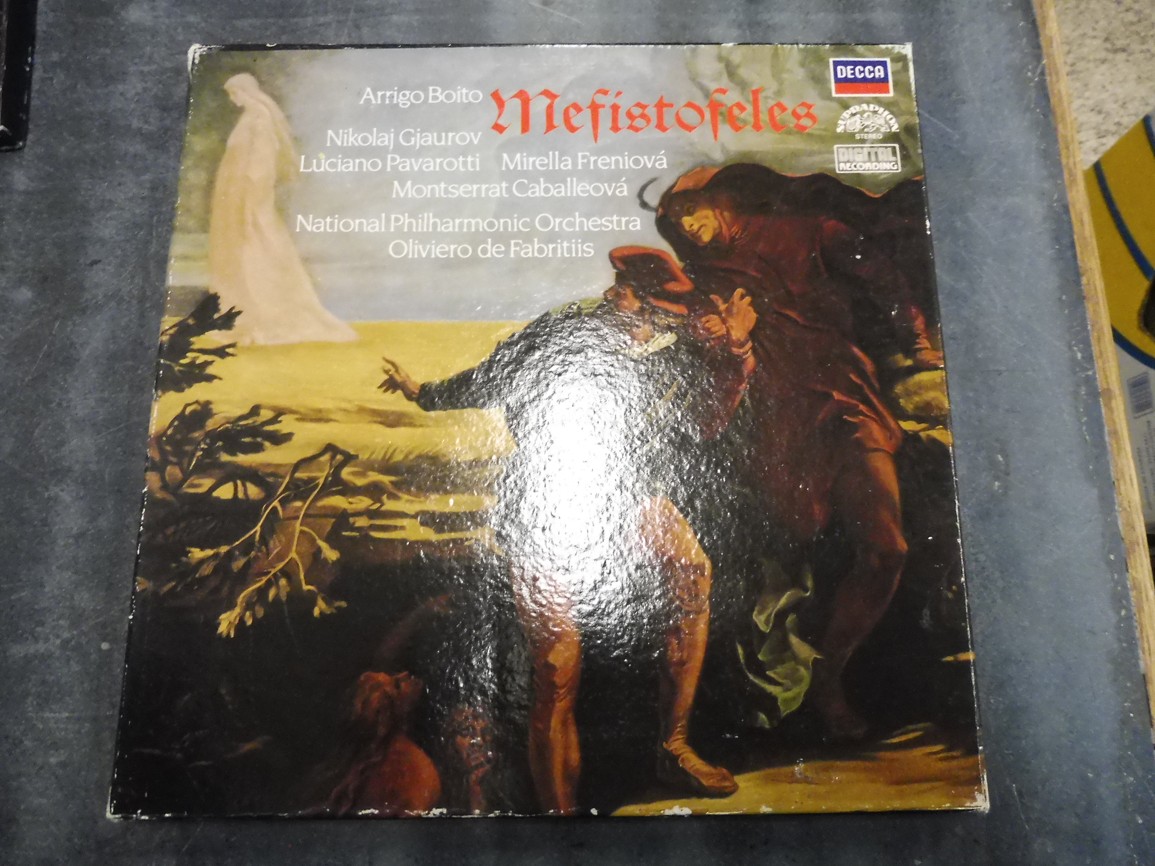 Arrigo Boito Mefistofeles
Nikolaj Gjaurov
Luciano Pavarotti Mirella Freniová
Montserrat Caballeová
National Philharmonic Orchestra
Oliviero de Fabritiis
DECCA
SUPRAPHON
STEREO
DIGITAL
RECORDING